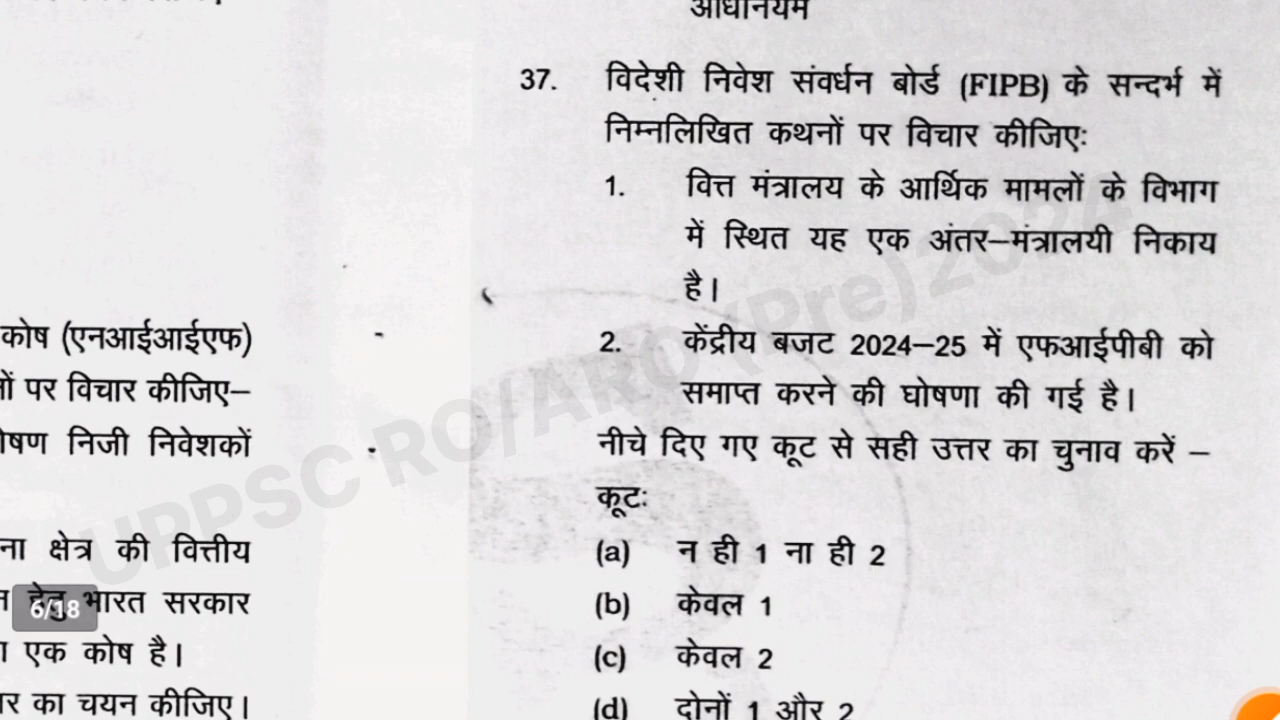 कोष (एनआईआईएफ)
पर विचार कीजिए–
निजी निवेशकों
क्षेत्र की वित्तीय
हेतु भारत सरकार
एक कोष है।
का चयन कीजिए।
6/18
अधिनियम
37. विदेशी निवेश संवर्धन बोर्ड (FIPB) के सन्दर्भ में
निम्नलिखित कथनों पर विचार कीजिएः
1. वित्त मंत्रालय के आर्थिक मामलों के विभाग
में स्थित यह एक अंतर–मंत्रालयी निकाय
है।
2. केंद्रीय बजट 2024–25 में एफआईपीबी को
समाप्त करने की घोषणा की गई है।
नीचे दिए गए कूट से सही उत्तर का चुनाव करें –
कूटः
(a) न ही 1 ना ही 2
(b) केवल 1
(c) केवल 2
(d) दोनों 1 और 2
UPPSC RO/ARO (Pre) 2024